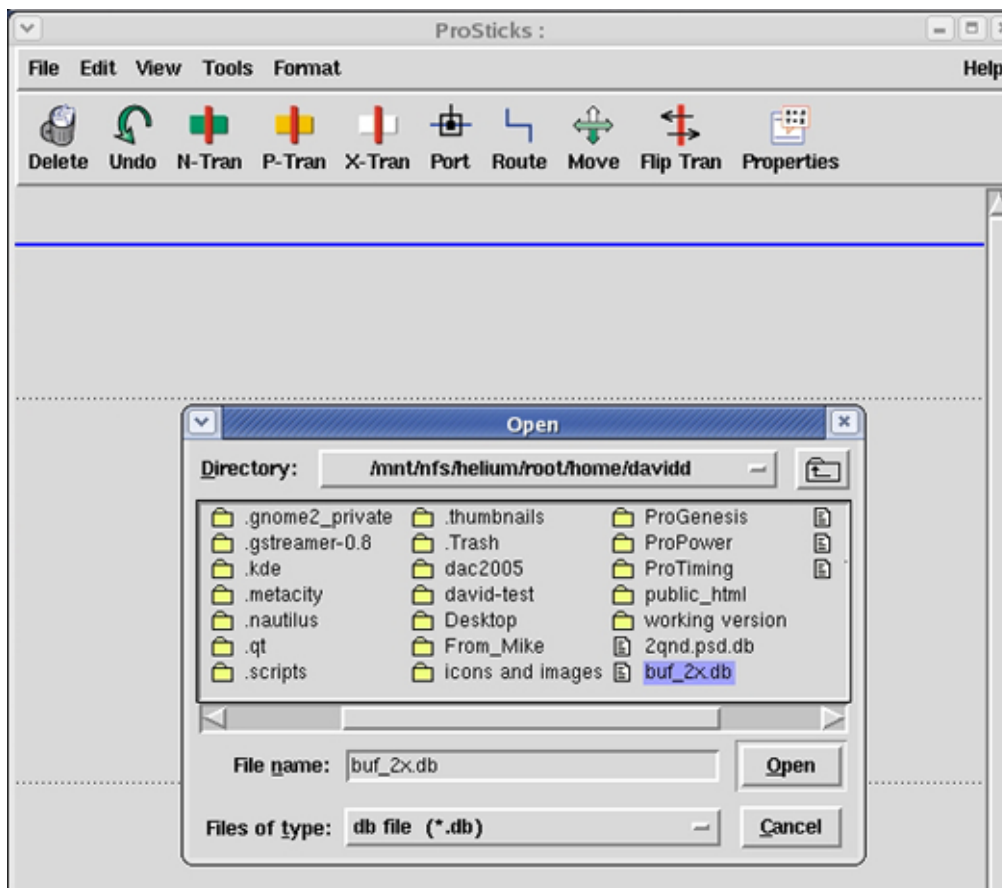 ProSticks :
File Edit View Tools Format Help
Delete Undo N-Tran P-Tran X-Tran Port Route Move Flip Tran Properties
Open
Directory: /mnt/nfs/helium/root/home/davidd
.gnome2_private .thumbnails ProGenesis
.gstreamer-0.8 .Trash ProPower
.kde dac2005 ProTiming
.metacity david-test public_html
.nautilus Desktop working version
.qt From_Mike 2qnd.psd.db
.scripts icons and images buf_2x.db
File name: buf_2x.db Open
Files of type: db file (*.db) Cancel